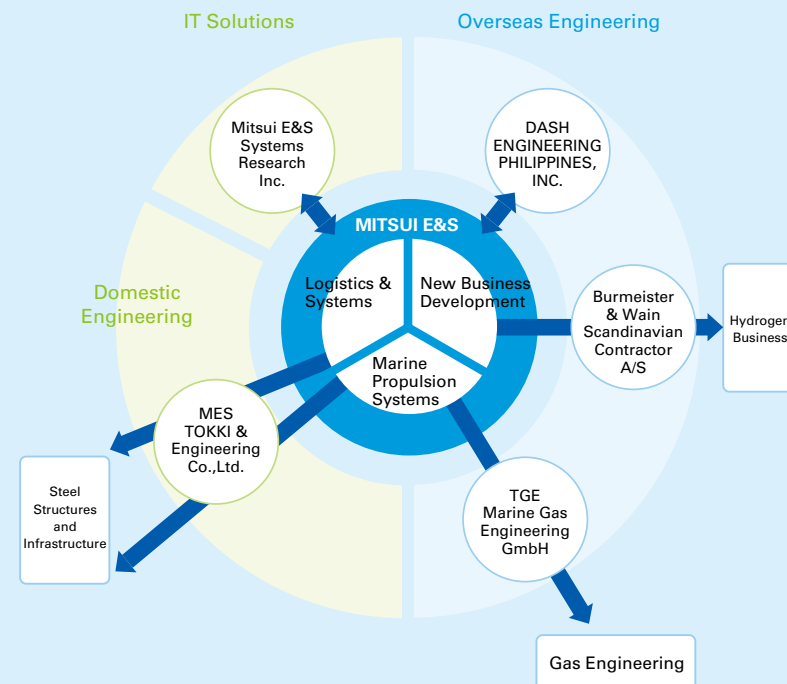 IT Solutions
Overseas Engineering
Mitsui E&S
Systems
Research
Inc.
DASH
ENGINEERING
PHILIPPINES,
INC.
MITSUI E&S
Logistics &
Systems
New Business
Development
Domestic
Engineering
Burmeister
& Wain
Scandinavian
Contractor
A/S
Hydrogen
Business
Marine
Propulsion
Systems
MES
TOKKI &
Engineering
Co.,Ltd.
Steel
Structures
and
Infrastructure
TGE
Marine Gas
Engineering
GmbH
Gas Engineering